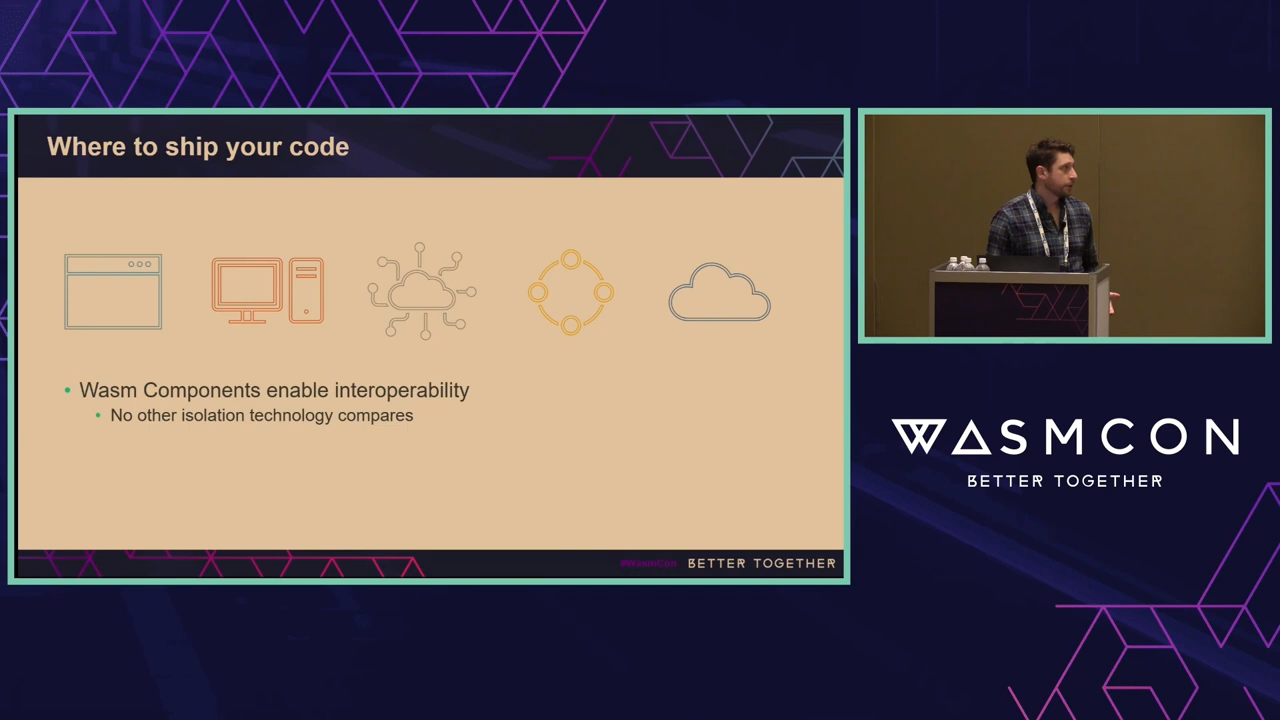 Where to ship your code
• Wasm Components enable interoperability
• No other isolation technology compares
#WasmCon BETTER TOGETHER
WASMCON
BETTER TOGETHER